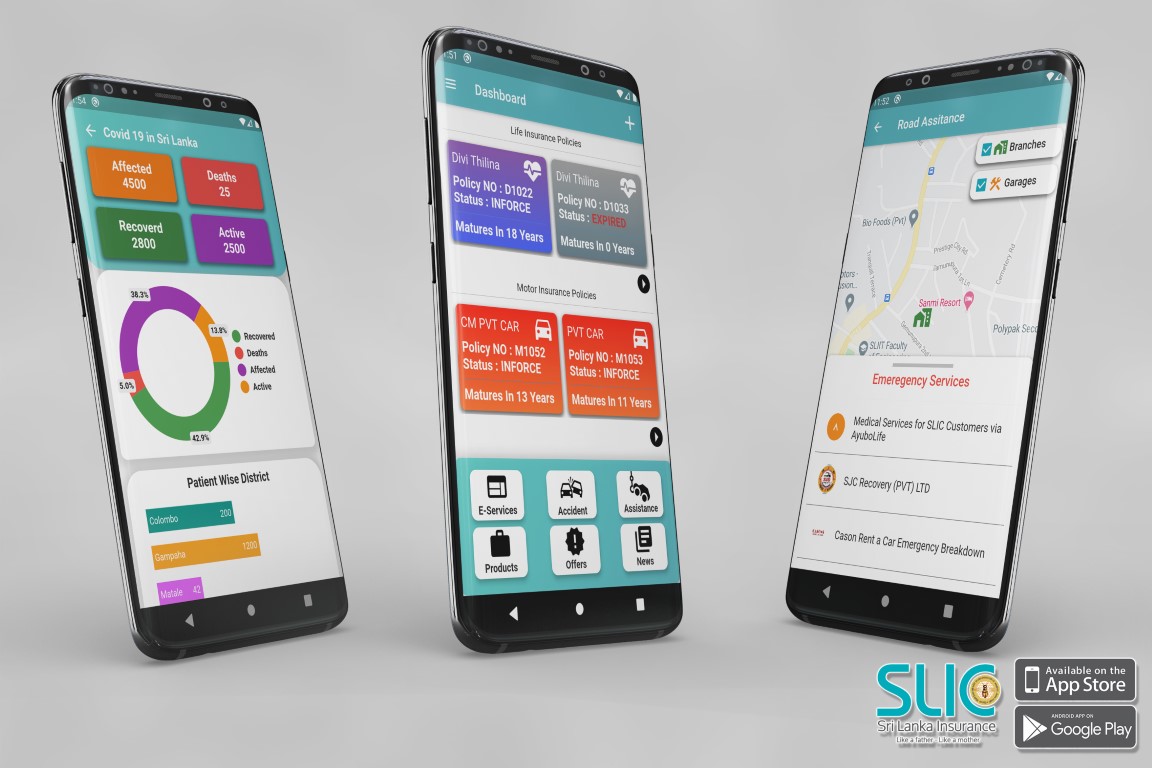 :54
Covid 19 in Sri Lanka
Affected
4500
Deaths
25
Recoverd
2800
Active
2500
38.3%
13.8%
5.0%
42.9%
Recovered
Deaths
Affected
Active
Patient Wise District
Colombo 200
Gampaha 1200
Matale 42
:51
Dashboard
+
Life Insurance Policies
Divi Thilina
Policy NO : D1022
Status : INFORCE
Matures In 18 Years
Divi Thilina
Policy NO : D1033
Status : EXPIRED
Matures In 0 Years
Motor Insurance Policies
CM PVT CAR
Policy NO : M1052
Status : INFORCE
Matures In 13 Years
PVT CAR
Policy NO : M1053
Status : INFORCE
Matures In 11 Years
E-Services
Accident
Assistance
Products
Offers
News
11:52
Road Assitance
Branches
Garages
Bio Foods (Pvt)
Prestige City Rd
Cemetery Rd
Sanmi Resort
Polypak Seco
SLIIT Faculty
Emeregency Services
Medical Services for SLIC Customers via
AyuboLife
SJC Recovery (PVT) LTD
Cason Rent a Car Emergency Breakdown
SLIC
Sri Lanka Insurance
Like a father - Like a mother
Available on the
App Store
ANDROID APP ON
Google Play